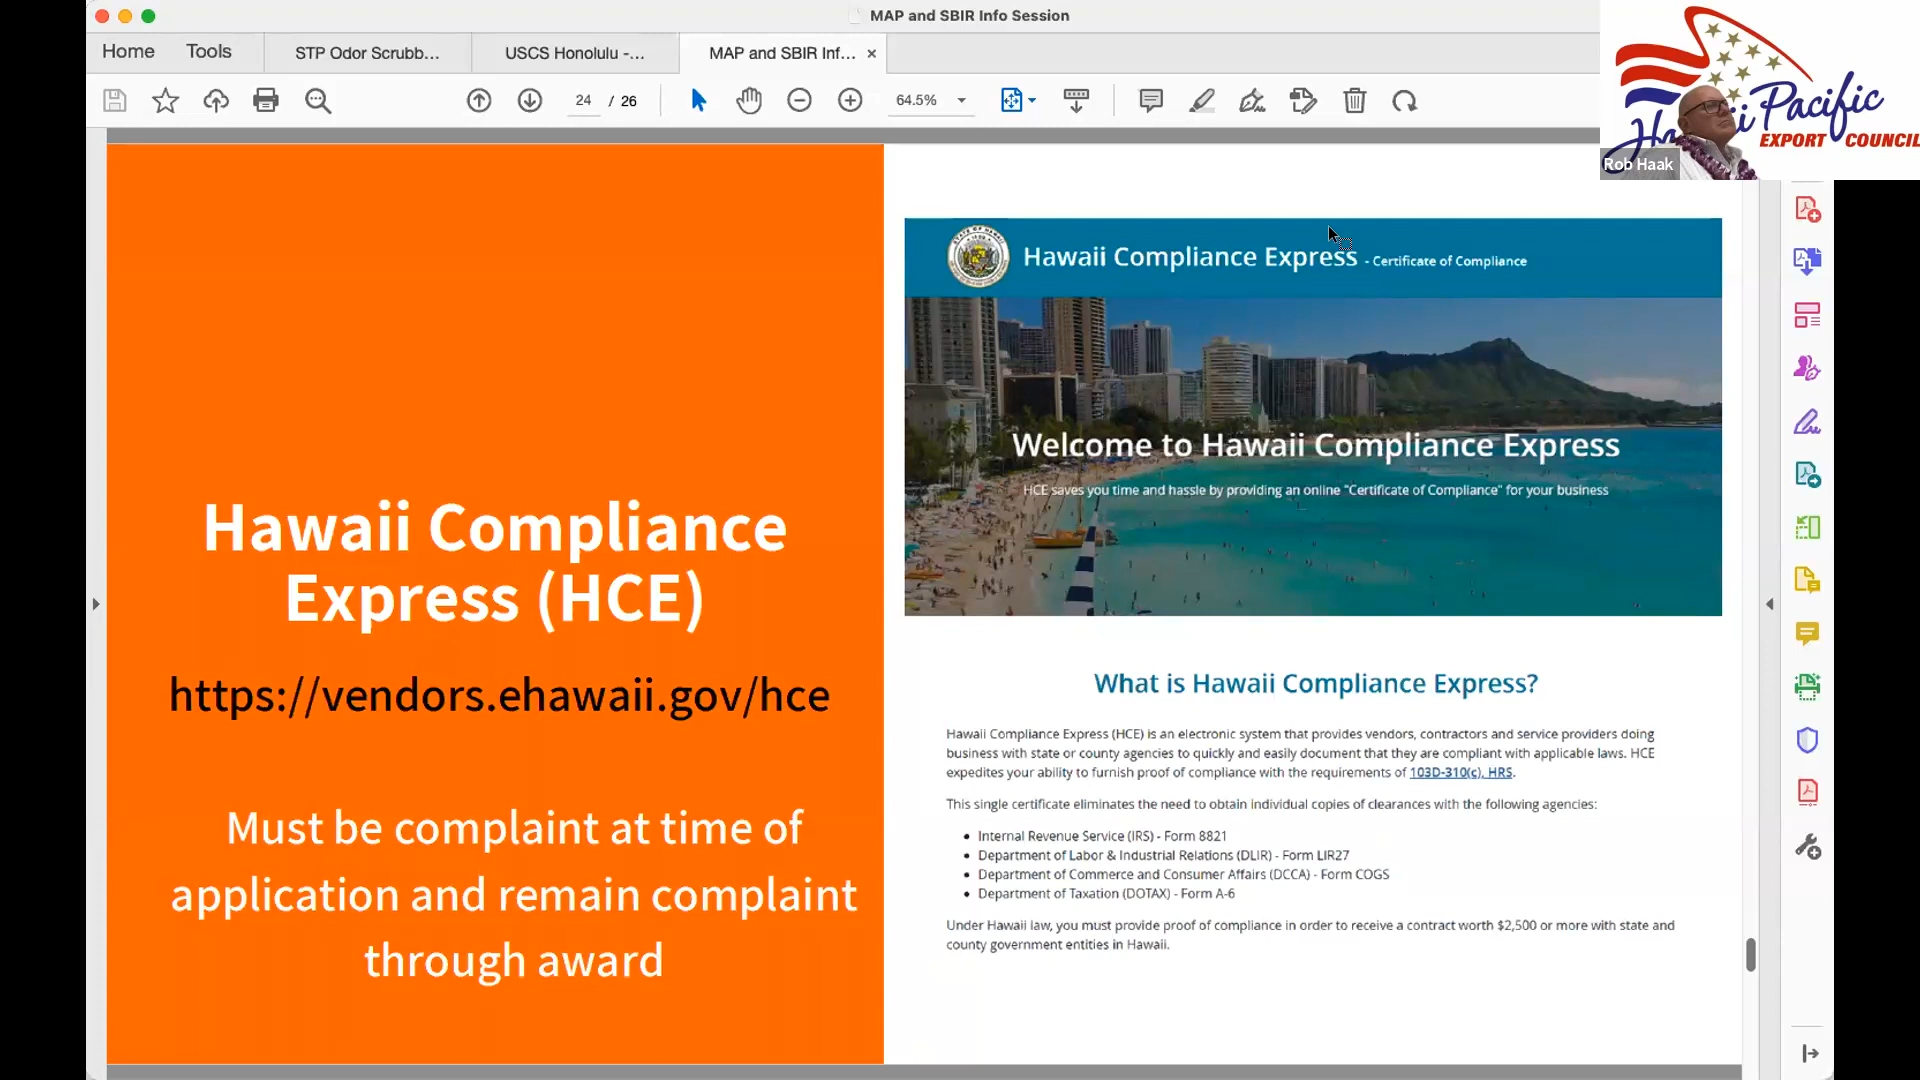 MAP and SBIR Info Session
Home Tools STP Odor Scrubb... USCS Honolulu -... MAP and SBIR Inf...
24 / 26 64.5%
Pacific
EXPORT COUNCIL
Rob Haak
Hawaii Compliance
Express (HCE)
https://vendors.ehawaii.gov/hce
Must be complaint at time of
application and remain complaint
through award
STATE OF HAWAII
Hawaii Compliance Express - Certificate of Compliance
Welcome to Hawaii Compliance Express
HCE saves you time and hassle by providing an online "Certificate of Compliance" for your business
What is Hawaii Compliance Express?
Hawaii Compliance Express (HCE) is an electronic system that provides vendors, contractors and service providers doing
business with state or county agencies to quickly and easily document that they are compliant with applicable laws. HCE
expedites your ability to furnish proof of compliance with the requirements of 103D-310(c), HRS.
This single certificate eliminates the need to obtain individual copies of clearances with the following agencies:
• Internal Revenue Service (IRS) - Form 8821
• Department of Labor & Industrial Relations (DLIR) - Form LIR27
• Department of Commerce and Consumer Affairs (DCCA) - Form COGS
• Department of Taxation (DOTAX) - Form A-6
Under Hawaii law, you must provide proof of compliance in order to receive a contract worth $2,500 or more with state and
county government entities in Hawaii.